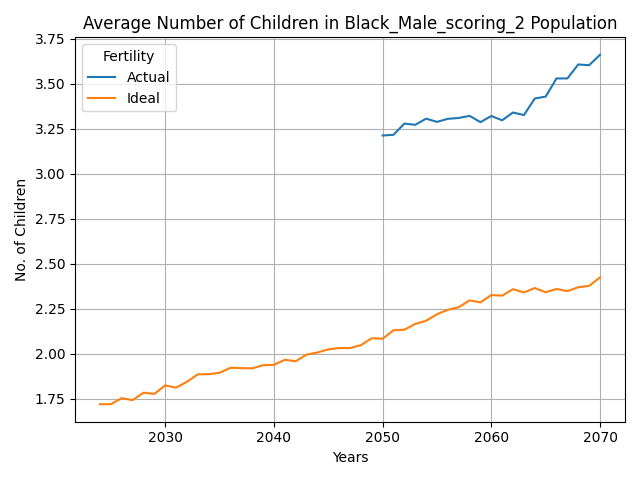 Average Number of Children in Black_Male_scoring_2 Population
3.75
3.50
3.25
3.00
2.75
2.50
2.25
2.00
1.75
No. of Children
Fertility
Actual
Ideal
2030
2040
2050
2060
2070
Years